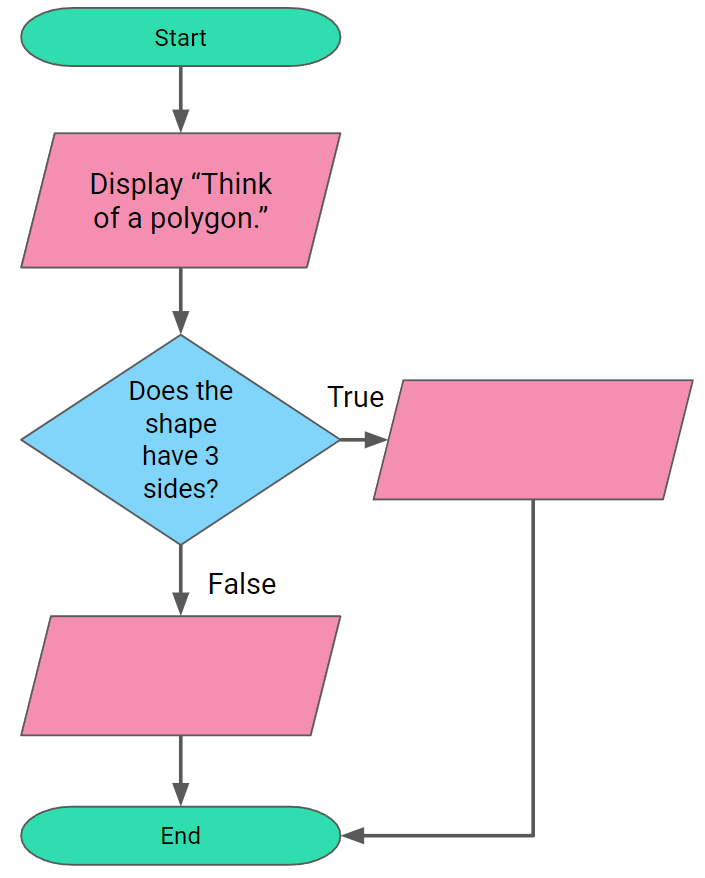 Start
Display “Think
of a polygon.”
Does the
shape
have 3
sides?
True
False
End